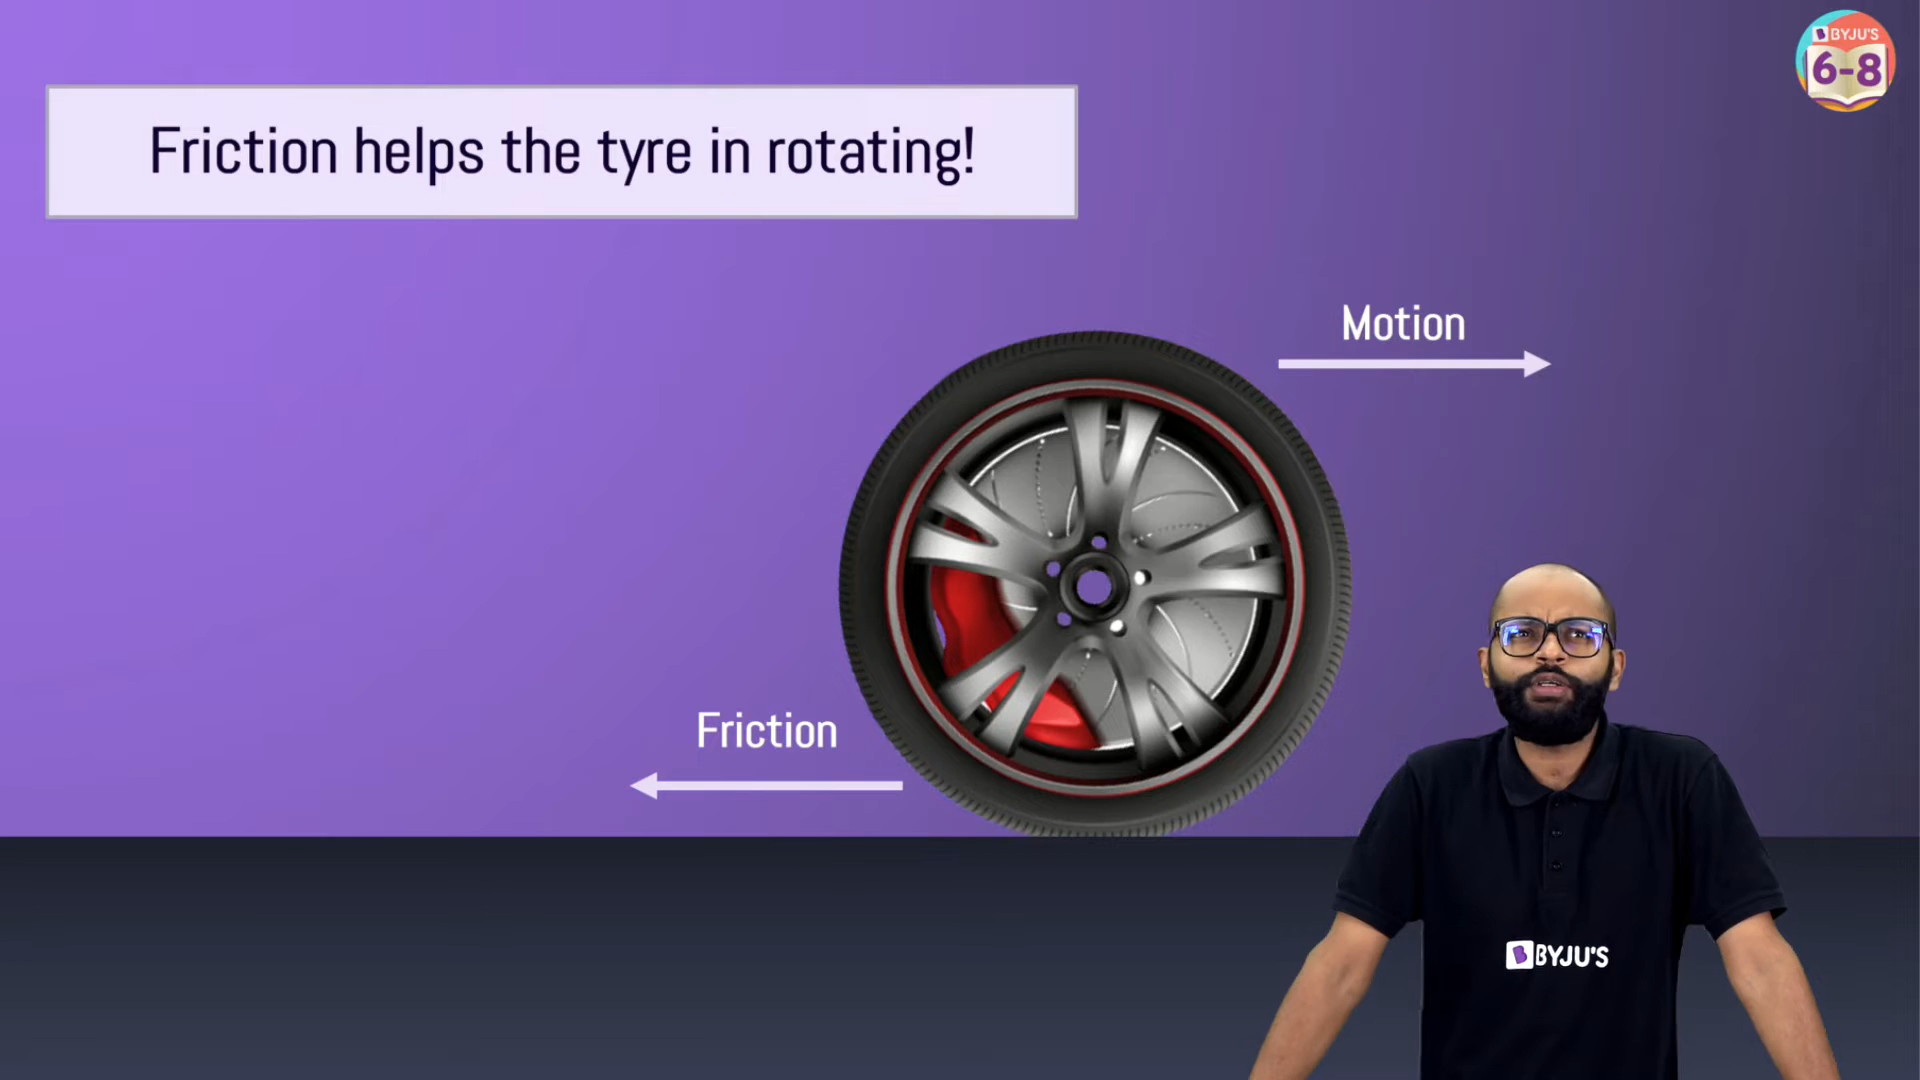 BYJU'S
6-8
Friction helps the tyre in rotating!
Motion
Friction
BYJU'S